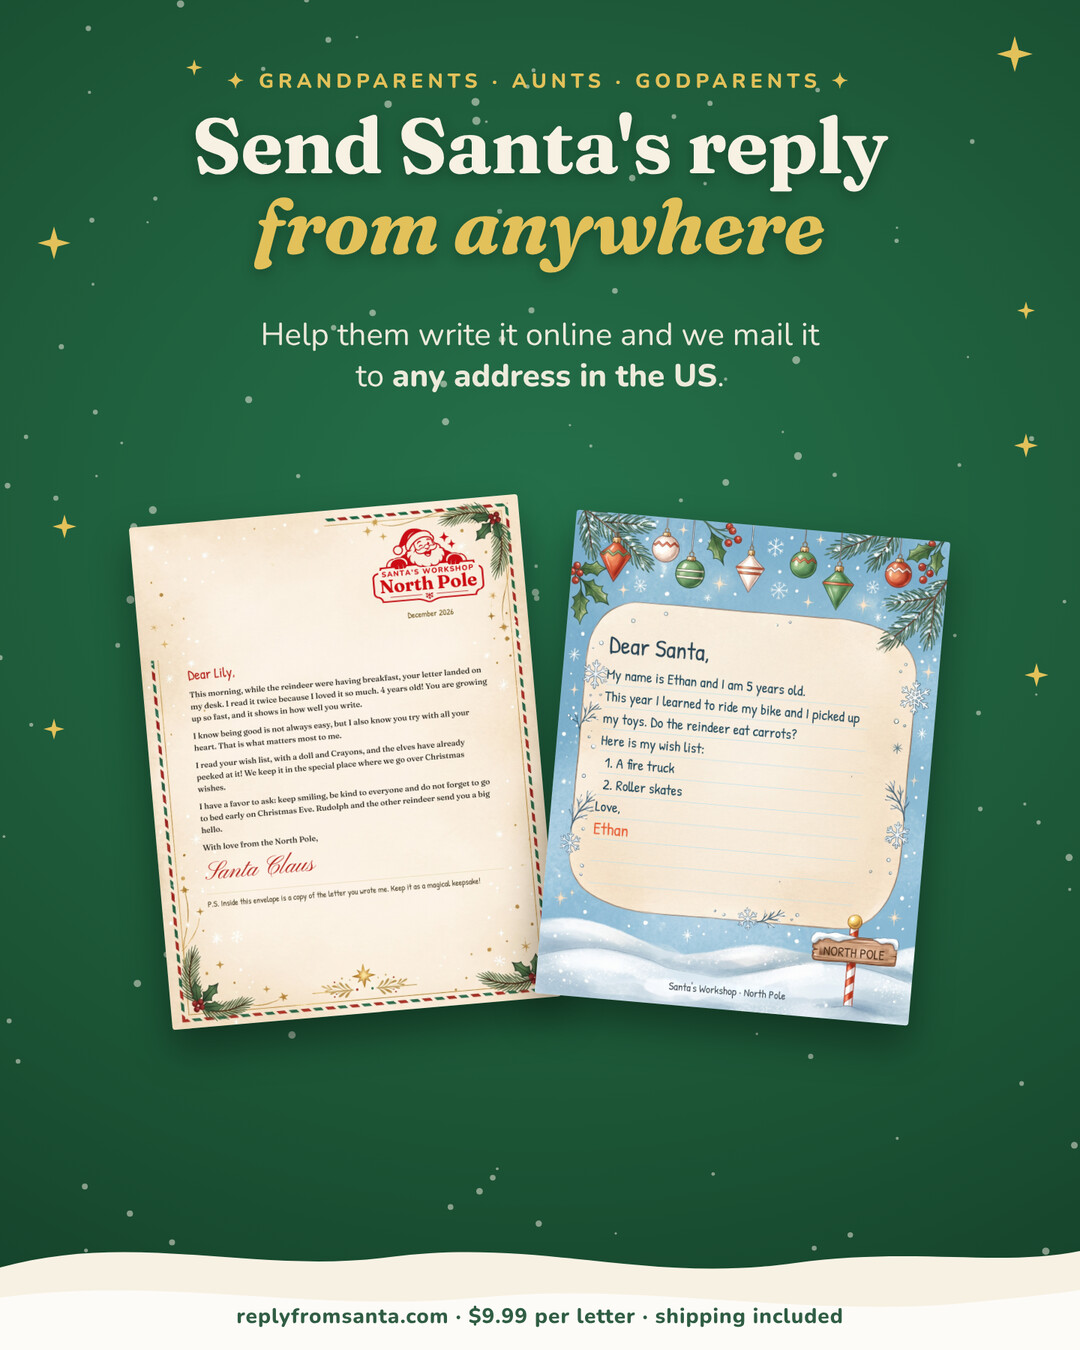 GRANDPARENTS · AUNTS · GODPARENTS
Send Santa's reply
from anywhere
Help them write it online and we mail it
to any address in the US.
SANTA'S WORKSHOP
North Pole
December 2026
Dear Lily,
This morning, while the reindeer were having breakfast, your letter landed on
my desk. I read it twice because I loved it so much. 4 years old! You are growing
up so fast, and it shows in how well you write.
I know being good is not always easy, but I also know you try with all your
heart. That is what matters most to me.
I read your wish list, with a doll and Crayons, and the elves have already
peeked at it! We keep it in the special place where we go over Christmas
wishes.
I have a favor to ask: keep smiling, be kind to everyone and do not forget to go
to bed early on Christmas Eve. Rudolph and the other reindeer send you a big
hello.
With love from the North Pole,
Santa Claus
P.S. Inside this envelope is a copy of the letter you wrote me. Keep it as a magical keepsake!
Dear Santa,
My name is Ethan and I am 5 years old.
This year I learned to ride my bike and I picked up
my toys. Do the reindeer eat carrots?
Here is my wish list:
1. A fire truck
2. Roller skates
Love,
Ethan
NORTH POLE
Santa's Workshop · North Pole
replyfromsanta.com · $9.99 per letter · shipping included